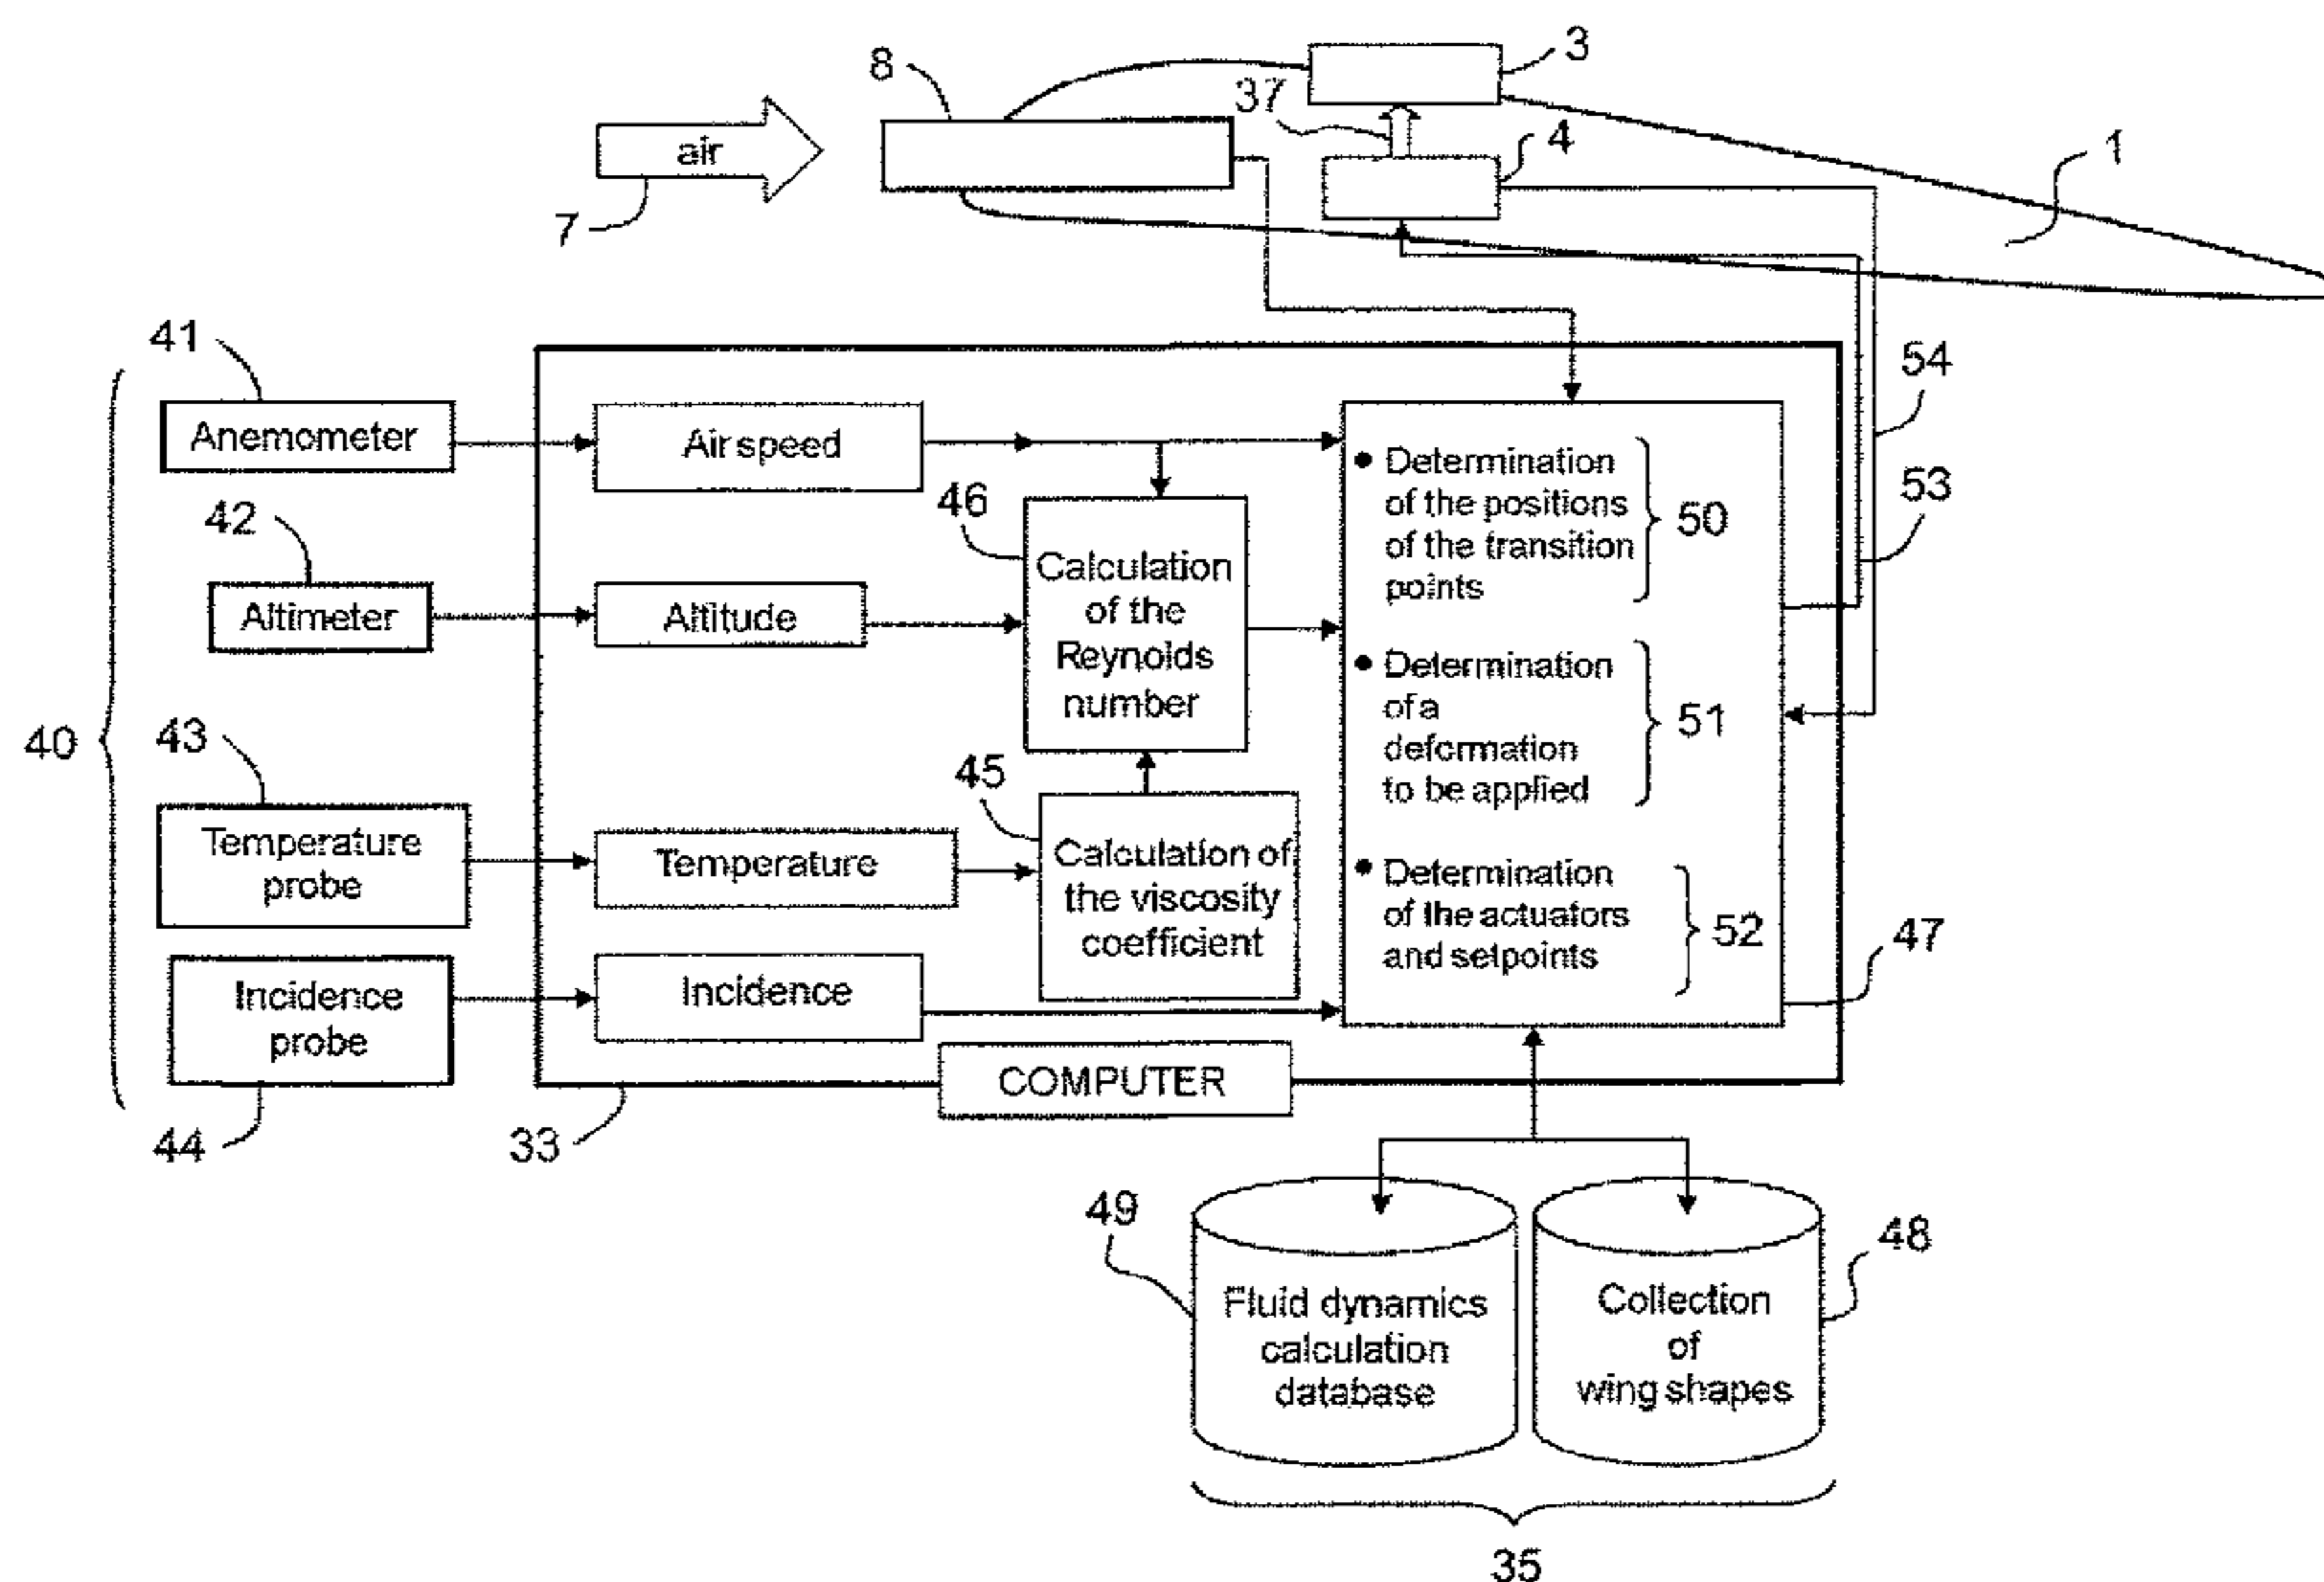 8
3
37
air
4
1
7
41
Anemometer
Airspeed
54
53
42
46
Altimeter
Altitude
Calculation
of the
Reynolds
number
● Determination
of the positions
of the transition
points
50
● Determination
of a
deformation
to be applied
51
40
43
45
Temperature
probe
Temperature
Calculation of
the viscosity
coefficient
● Determination
of the actuators
and setpoints
52
47
Incidence
probe
Incidence
COMPUTER
44
33
49
48
Fluid dynamics
calculation
database
Collection
of
wing shapes
35